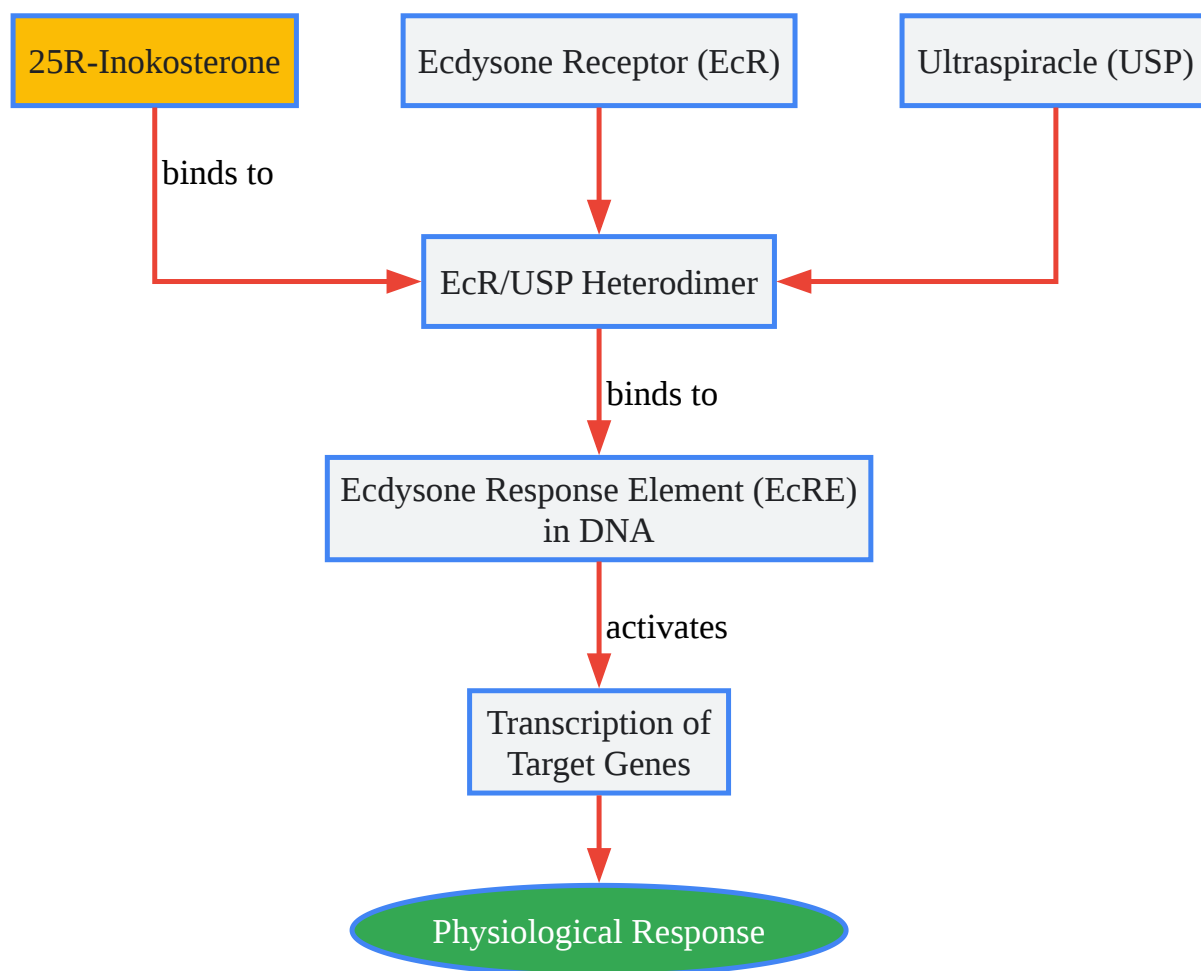 25R-Inokosterone
Ecdysone Receptor (EcR)
Ultraspiracle (USP)
binds to
EcR/USP Heterodimer
binds to
Ecdysone Response Element (EcRE)
in DNA
activates
Transcription of
Target Genes
Physiological Response